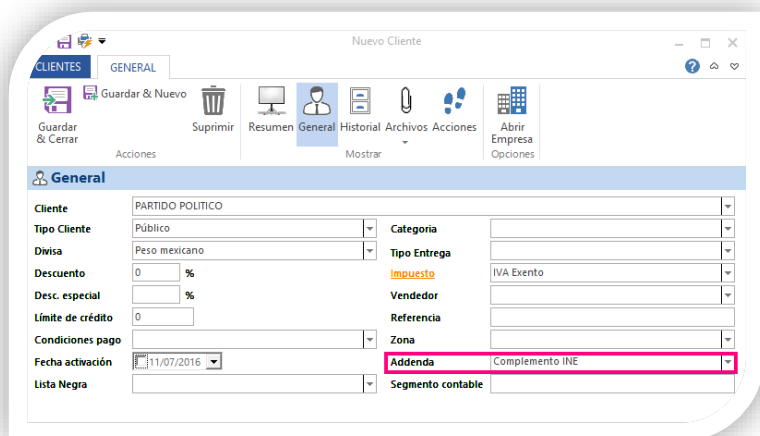 Nuevo Cliente
CLIENTES GENERAL
Guardar & Cerrar
Guardar & Nuevo
Suprimir
Resumen General Historial Archivos Acciones
Abrir Empresa
Acciones Mostrar Opciones
General
Cliente PARTIDO POLITICO
Tipo Cliente Público Categoria
Divisa Peso mexicano Tipo Entrega
Descuento 0 % Impuesto IVA Exento
Desc. especial % Vendedor
Límite de crédito 0 Referencia
Condiciones pago Zona
Fecha activación 11/07/2016 Addenda Complemento INE
Lista Negra Segmento contable